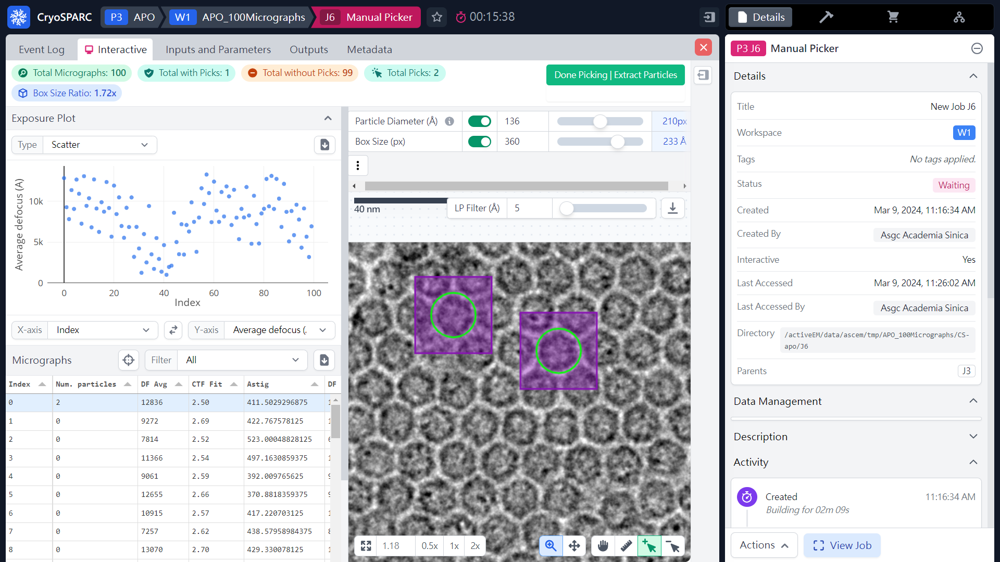 CryoSPARC P3 APO W1 APO_100Micrographs J6 Manual Picker 00:15:38
Details
Event Log Interactive Inputs and Parameters Outputs Metadata
Total Micrographs: 100 Total with Picks: 1 Total without Picks: 99 Total Picks: 2
Box Size Ratio: 1.72x
Done Picking | Extract Particles
Exposure Plot
Type Scatter
Average defocus (A)
10k
5k
0
0 20 40 60 80 100
Index
X-axis Index Y-axis Average defocus (
Micrographs Filter All
Index Num. particles DF Avg CTF Fit Astig DF
0 2 12836 2.50 411.5029296875
1 0 9272 2.69 422.767578125
2 0 7814 2.52 523.00048828125
3 0 11366 2.54 497.1630859375
4 0 9061 2.59 392.009765625
5 0 12655 2.66 370.8818359375
6 0 10915 2.57 417.220703125
7 0 7257 2.62 438.57958984375
8 0 13070 2.70 429.330078125
Particle Diameter (Å) 136 210px
Box Size (px) 360 233 Å
40 nm
LP Filter (Å) 5
1.18 0.5x 1x 2x
P3 J6 Manual Picker
Details
Title New Job J6
Workspace W1
Tags No tags applied.
Status Waiting
Created Mar 9, 2024, 11:16:34 AM
Created By Asgc Academia Sinica
Interactive Yes
Last Accessed Mar 9, 2024, 11:26:02 AM
Last Accessed By Asgc Academia Sinica
Directory /activeEM/data/ascem/tmp/APO_100Micrographs/CS-
apo/J6
Parents J3
Data Management
Description
Activity
Created 11:16:34 AM
Building for 02m 09s
Actions View Job